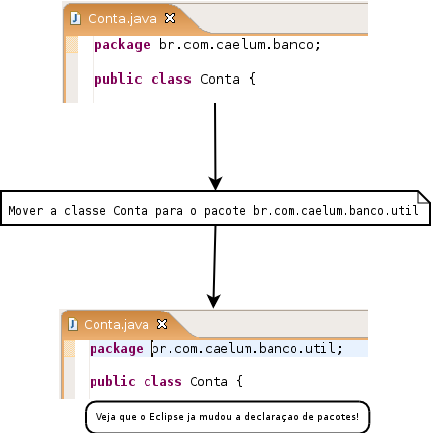 Conta.java
package br.com.caelum.banco;
public class Conta {
Mover a classe Conta para o pacote br.com.caelum.banco.util
Conta.java
package br.com.caelum.banco.util;
public class Conta {
Veja que o Eclipse ja mudou a declaraçao de pacotes!